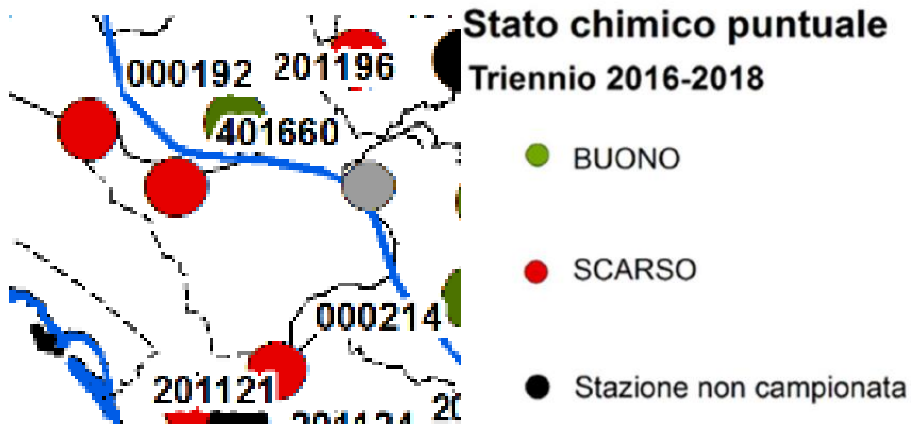 Stato chimico puntuale
Triennio 2016-2018
000192
201196
401660
BUONO
SCARSO
000214
201121
Stazione non campionata